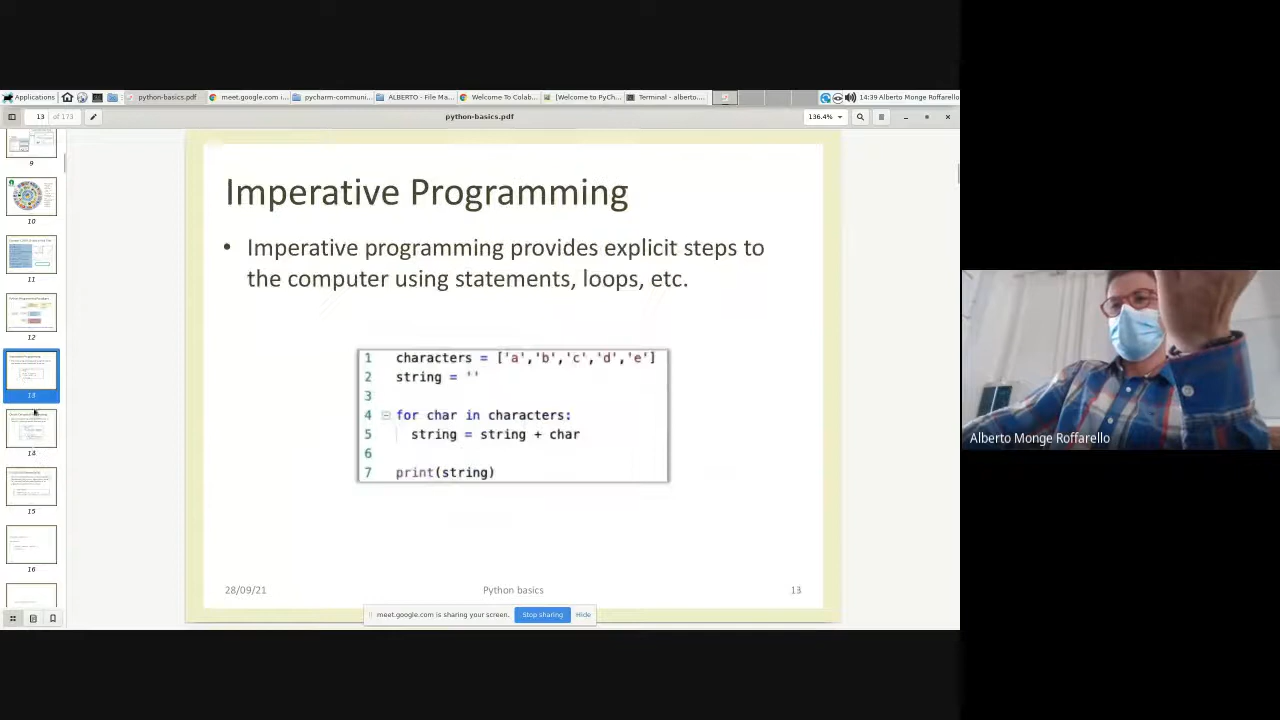 Applications
python-basics.pdf
meet.google.com i...
pycharm-communi...
ALBERTO - File Ma...
Welcome To Colab...
[Welcome to PyCh...
Terminal - alberto....
14:39 Alberto Monge Roffarello
13 of 173
python-basics.pdf
136.4%
9
10
11
12
13
14
15
16
Imperative Programming
• Imperative programming provides explicit steps to
the computer using statements, loops, etc.
1 characters = ['a','b','c','d','e']
2 string = ''
3
4 for char in characters:
5 string = string + char
6
7 print(string)
28/09/21
Python basics
13
meet.google.com is sharing your screen.
Stop sharing
Hide
Alberto Monge Roffarello